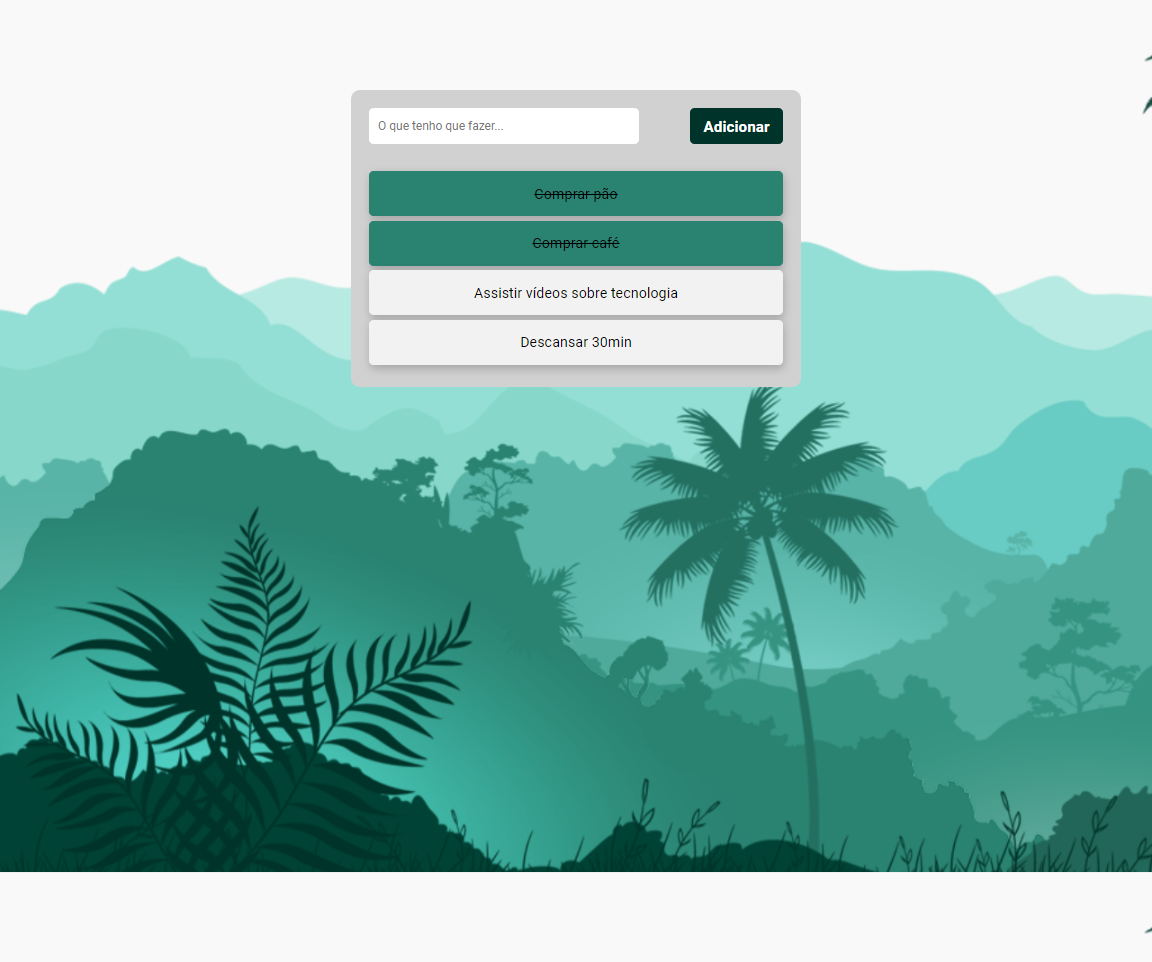 O que tenho que fazer...
Adicionar
Comprar pão
Comprar café
Assistir vídeos sobre tecnologia
Descansar 30min